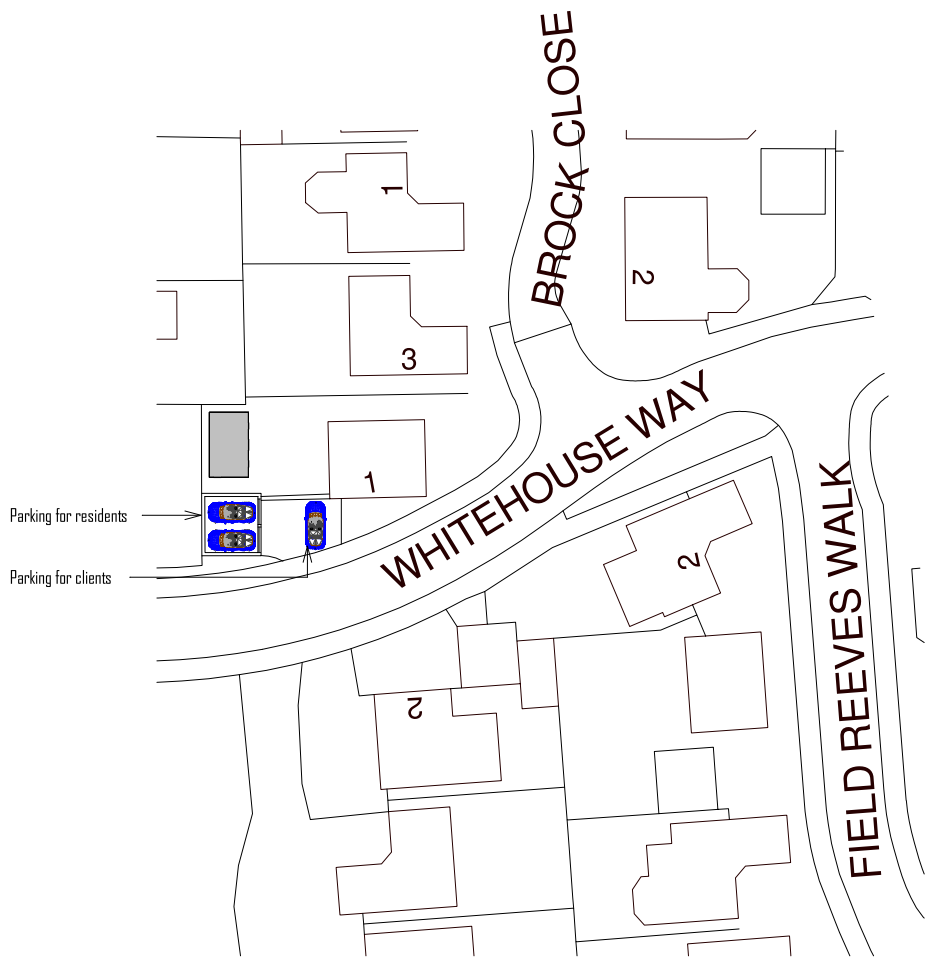 BROCK CLOSE
1
2
3
WHITEHOUSE WAY
1
Parking for residents
Parking for clients
2
FIELD REEVES WALK
2